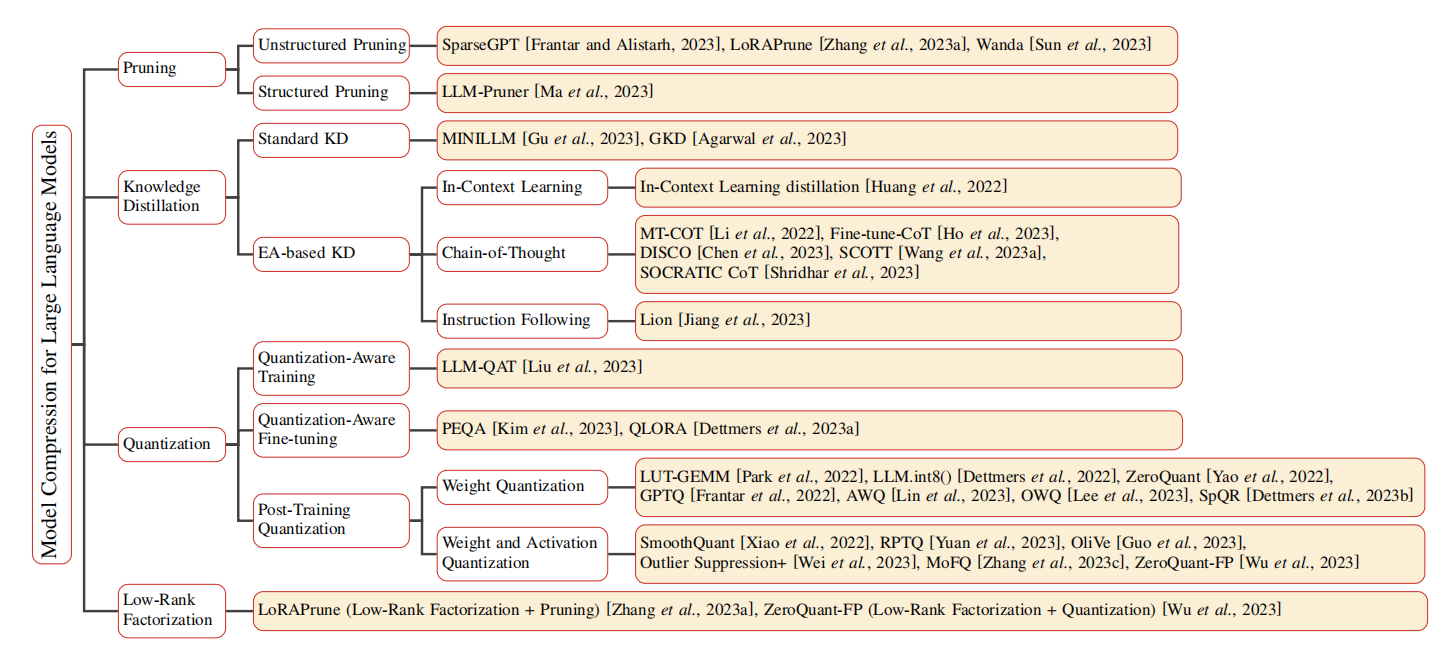 Model Compression for Large Language Models
Pruning
Unstructured Pruning
SparseGPT [Frantar and Alistarh, 2023], LoRAPrune [Zhang et al., 2023a], Wanda [Sun et al., 2023]
Structured Pruning
LLM-Pruner [Ma et al., 2023]
Knowledge
Distillation
Standard KD
MINILLM [Gu et al., 2023], GKD [Agarwal et al., 2023]
EA-based KD
In-Context Learning
In-Context Learning distillation [Huang et al., 2022]
Chain-of-Thought
MT-COT [Li et al., 2022], Fine-tune-CoT [Ho et al., 2023],
DISCO [Chen et al., 2023], SCOTT [Wang et al., 2023a],
SOCRATIC CoT [Shridhar et al., 2023]
Instruction Following
Lion [Jiang et al., 2023]
Quantization
Quantization-Aware
Training
LLM-QAT [Liu et al., 2023]
Quantization-Aware
Fine-tuning
PEQA [Kim et al., 2023], QLORA [Dettmers et al., 2023a]
Post-Training
Quantization
Weight Quantization
LUT-GEMM [Park et al., 2022], LLM.int8() [Dettmers et al., 2022], ZeroQuant [Yao et al., 2022],
GPTQ [Frantar et al., 2022], AWQ [Lin et al., 2023], OWQ [Lee et al., 2023], SpQR [Dettmers et al., 2023b]
Weight and Activation
Quantization
SmoothQuant [Xiao et al., 2022], RPTQ [Yuan et al., 2023], OliVe [Guo et al., 2023],
Outlier Suppression+ [Wei et al., 2023], MoFQ [Zhang et al., 2023c], ZeroQuant-FP [Wu et al., 2023]
Low-Rank
Factorization
LoRAPrune (Low-Rank Factorization + Pruning) [Zhang et al., 2023a], ZeroQuant-FP (Low-Rank Factorization + Quantization) [Wu et al., 2023]